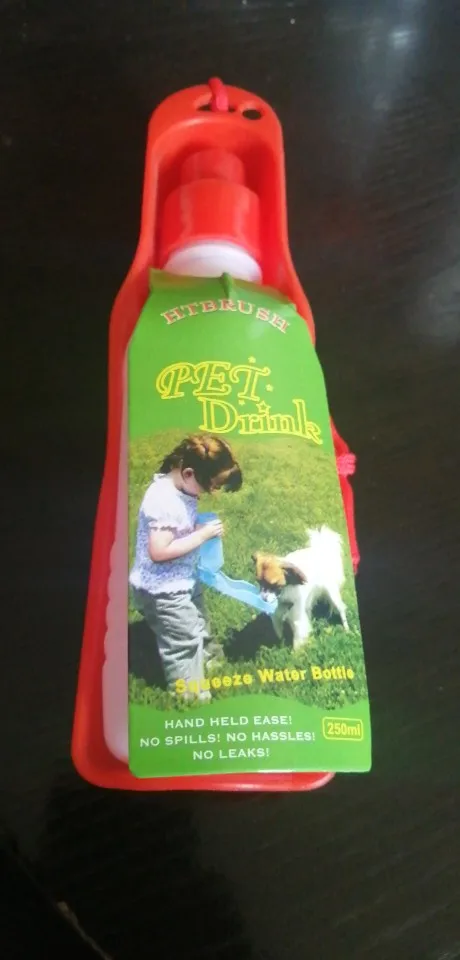 HTBRUSH
PET
Drink
Squeeze Water Bottle
HAND HELD EASE!
NO SPILLS! NO HASSLES!
NO LEAKS!
250ml